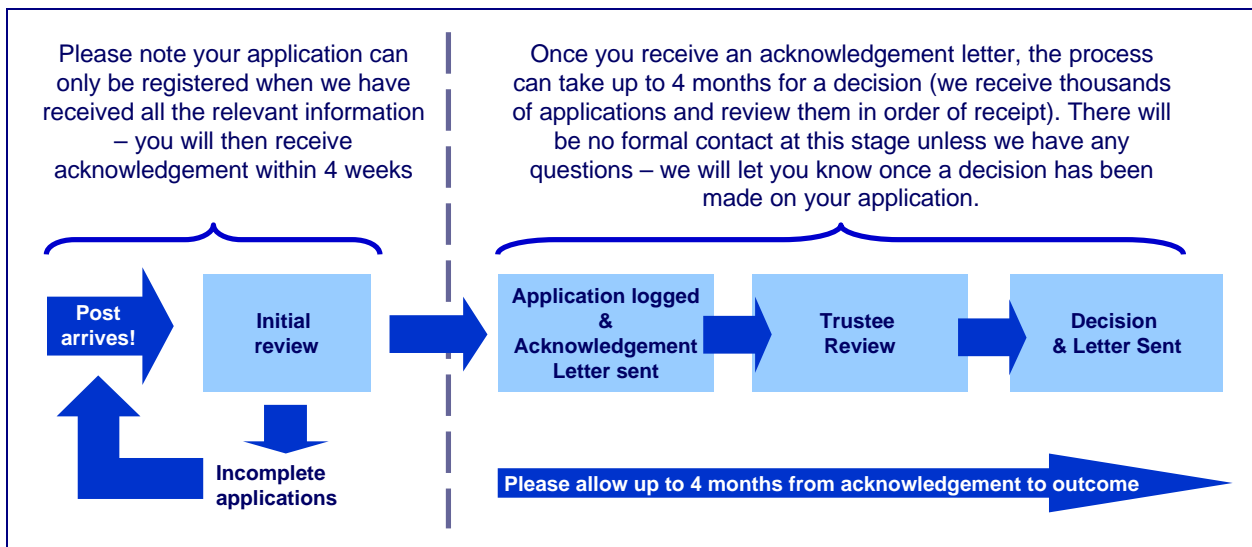 Please note your application can
only be registered when we have
received all the relevant information
– you will then receive
acknowledgement within 4 weeks
Once you receive an acknowledgement letter, the process
can take up to 4 months for a decision (we receive thousands
of applications and review them in order of receipt). There will
be no formal contact at this stage unless we have any
questions – we will let you know once a decision has been
made on your application.
Post
arrives!
Initial
review
Application logged
&
Acknowledgement
Letter sent
Trustee
Review
Decision
& Letter Sent
Incomplete
applications
Please allow up to 4 months from acknowledgement to outcome